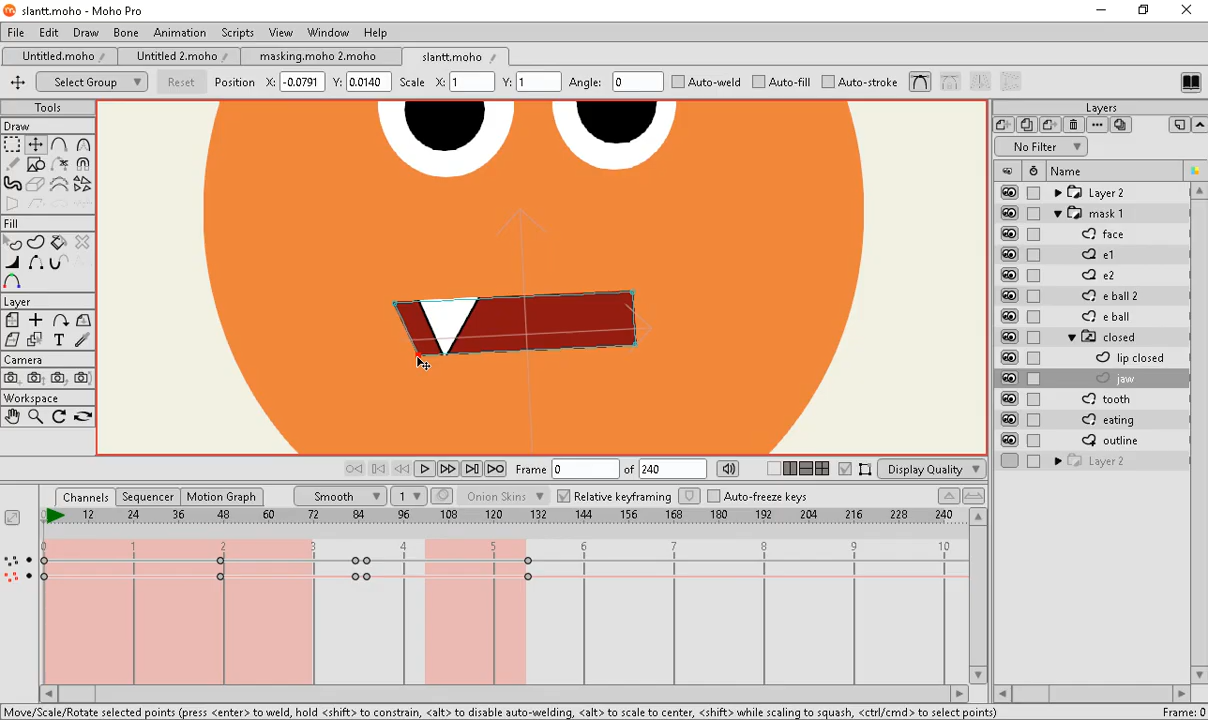 slantt.moho - Moho Pro
File Edit Draw Bone Animation Scripts View Window Help
Untitled.moho Untitled 2.moho masking.moho 2.moho slantt.moho
Select Group Reset Position X: -0.0791 Y: 0.0140 Scale X: 1 Y: 1 Angle: 0 Auto-weld Auto-fill Auto-stroke
Tools
Draw
Fill
Layer
Camera
Workspace
Layers
No Filter
Name
Layer 2
mask 1
face
e1
e2
e ball 2
e ball
closed
lip closed
jaw
tooth
eating
outline
Layer 2
Frame 0 of 240 Display Quality
Channels Sequencer Motion Graph Smooth 1 Onion Skins Relative keyframing Auto-freeze keys
0 12 24 36 48 60 72 84 96 108 120 132 144 156 168 180 192 204 216 228 240
0 1 2 3 4 5 6 7 8 9 10
Move/Scale/Rotate selected points (press <enter> to weld, hold <shift> to constrain, <alt> to disable auto-welding, <alt> to scale to center, <shift> while scaling to squash, <ctrl/cmd> to select points) Frame: 0